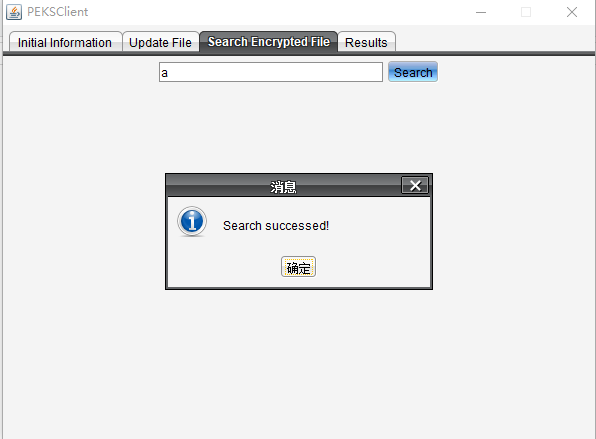 PEKSClient
Initial Information Update File Search Encrypted File Results
a Search
消息
Search successed!
确定